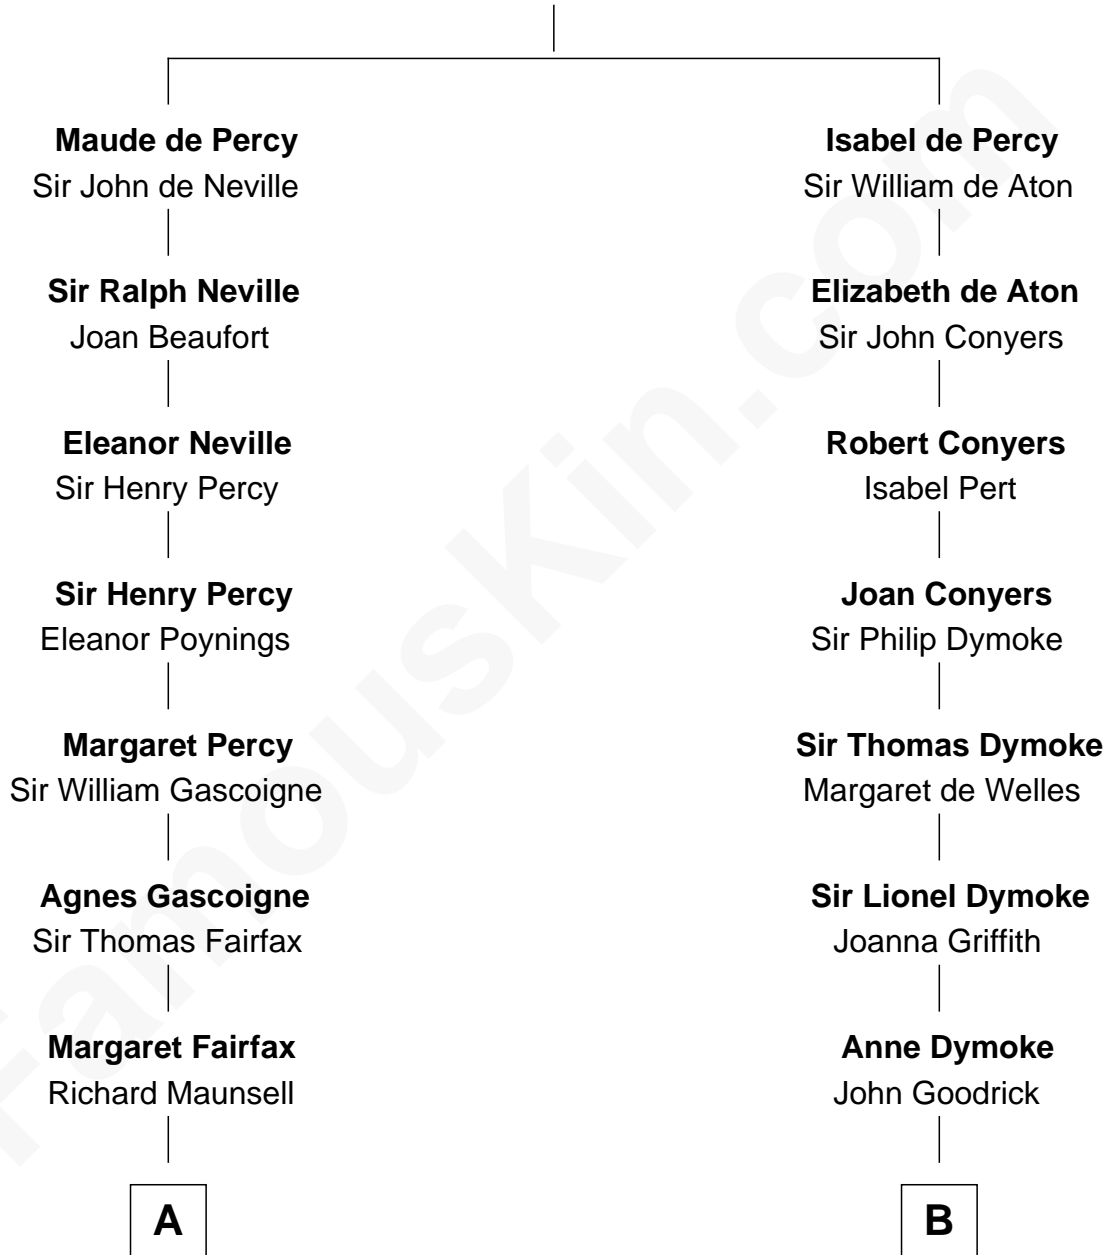 Maude de Percy
Sir John de Neville
Sir Ralph Neville
Joan Beaufort
Eleanor Neville
Sir Henry Percy
Sir Henry Percy
Eleanor Poynings
Margaret Percy
Sir William Gascoigne
Agnes Gascoigne
Sir Thomas Fairfax
Margaret Fairfax
Richard Maunsell
A
Isabel de Percy
Sir William de Aton
Elizabeth de Aton
Sir John Conyers
Robert Conyers
Isabel Pert
Joan Conyers
Sir Philip Dymoke
Sir Thomas Dymoke
Margaret de Welles
Sir Lionel Dymoke
Joanna Griffith
Anne Dymoke
John Goodrick
B
FamousKin.com